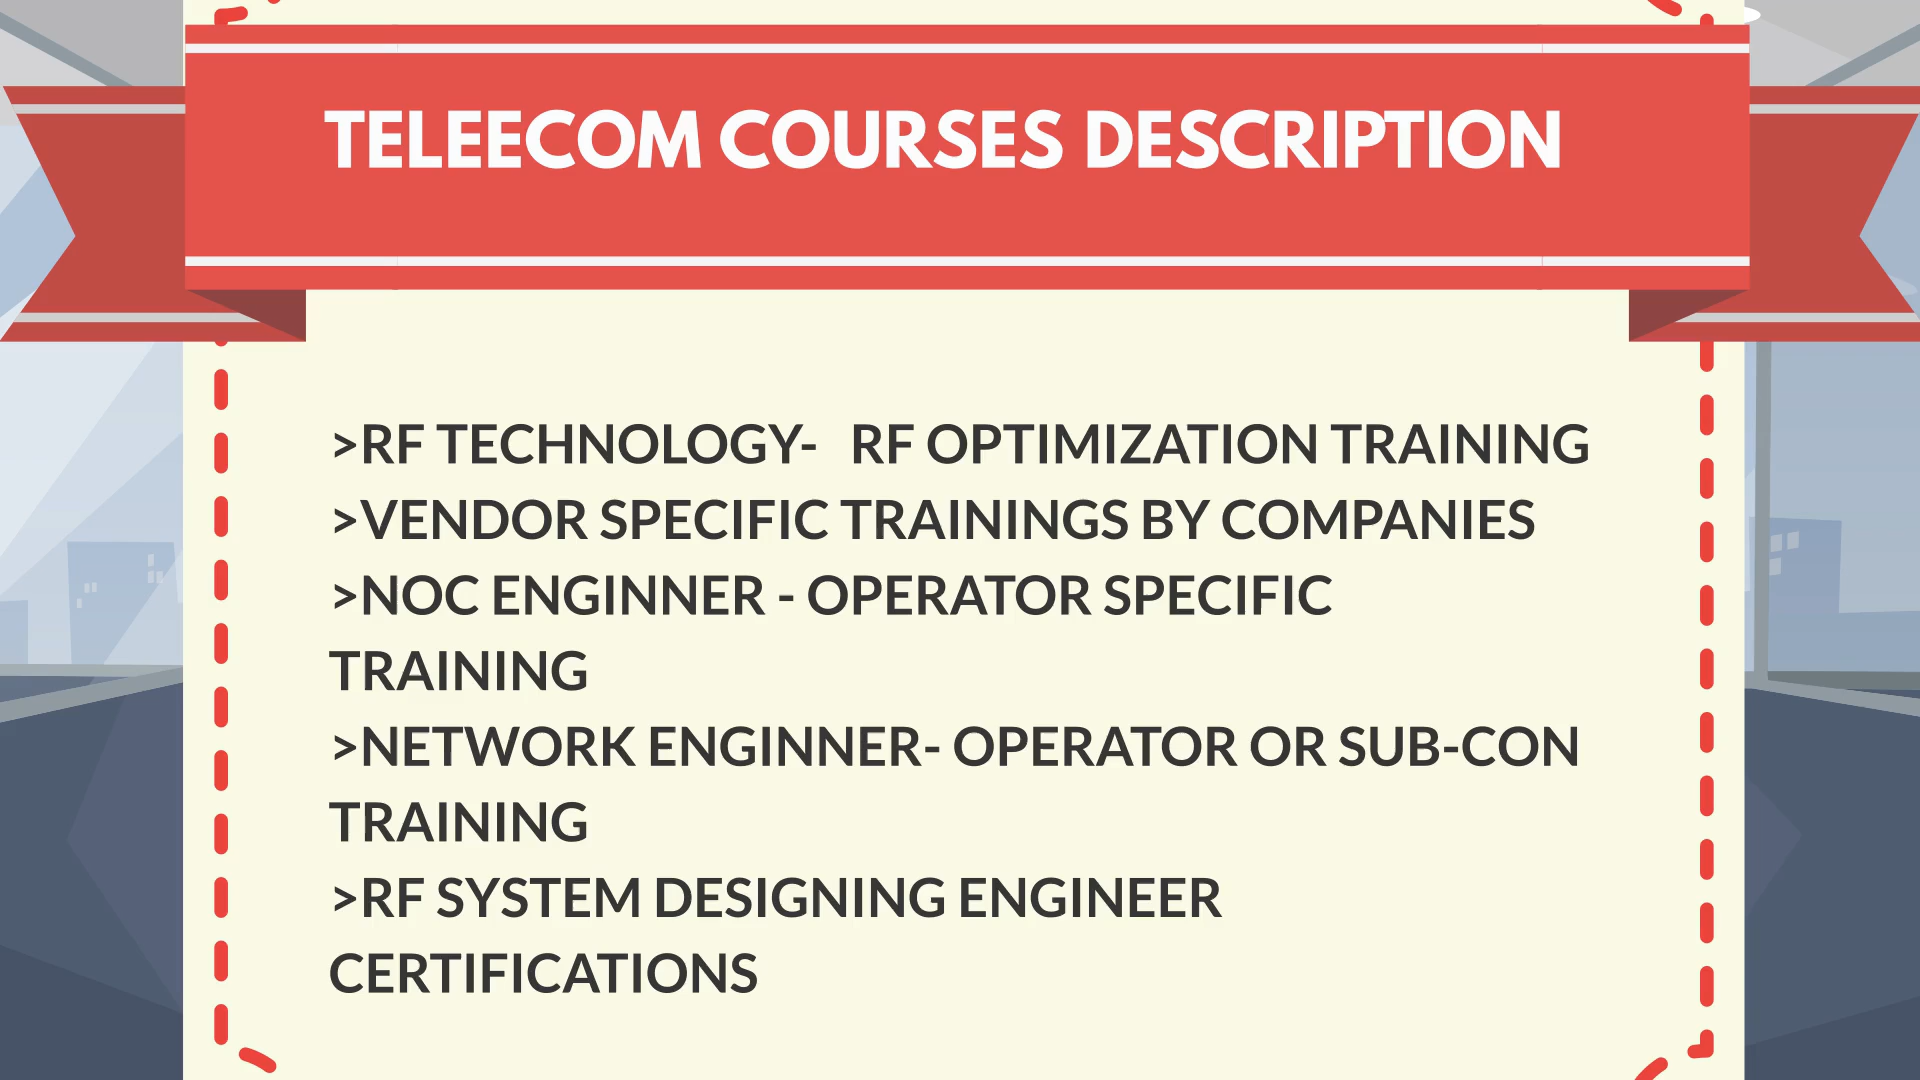 TELEECOM COURSES DESCRIPTION
>RF TECHNOLOGY-   RF OPTIMIZATION TRAINING
>VENDOR SPECIFIC TRAININGS BY COMPANIES
>NOC ENGINNER - OPERATOR SPECIFIC
TRAINING
>NETWORK ENGINNER- OPERATOR OR SUB-CON
TRAINING
>RF SYSTEM DESIGNING ENGINEER
CERTIFICATIONS